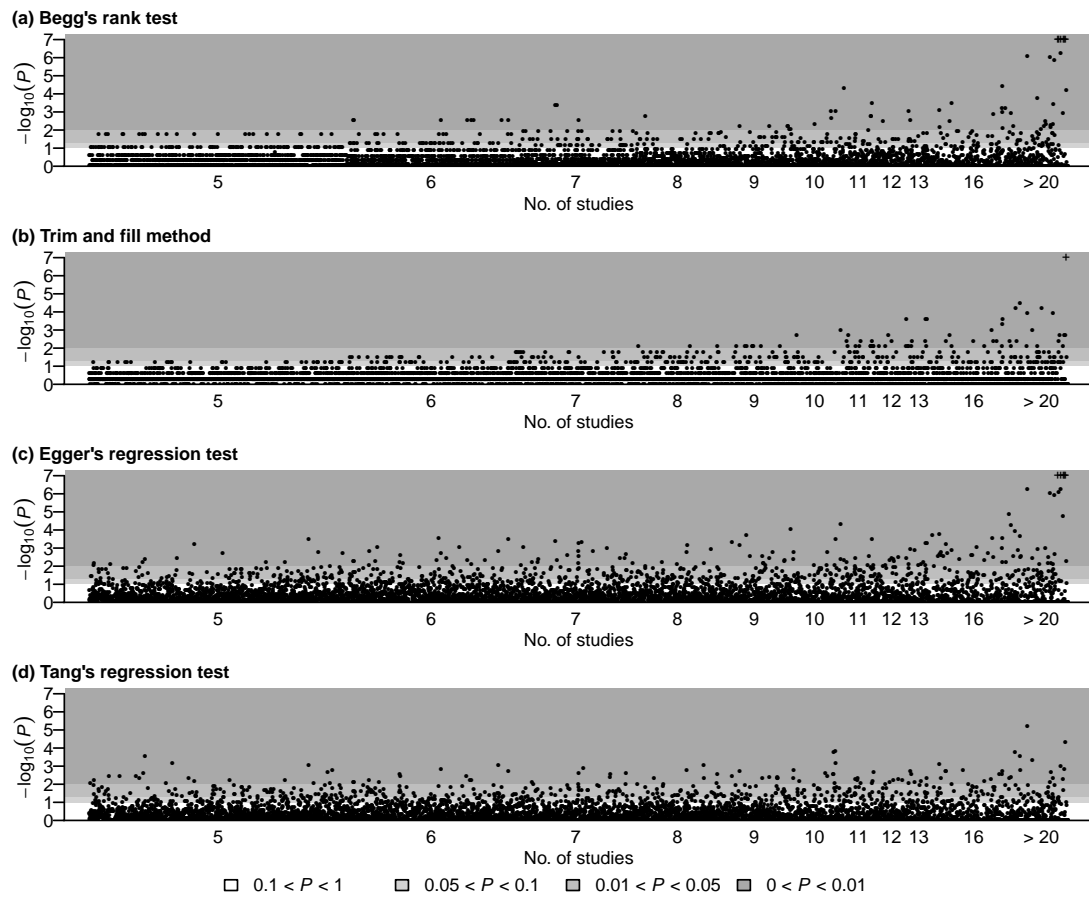 (a) Begg's rank test
7
6
5
4
3
2
1
0
−log10(P)
5 6 7 8 9 10 11 12 13 16 > 20
No. of studies
(b) Trim and fill method
7
6
5
4
3
2
1
0
−log10(P)
5 6 7 8 9 10 11 12 13 16 > 20
No. of studies
(c) Egger's regression test
7
6
5
4
3
2
1
0
−log10(P)
5 6 7 8 9 10 11 12 13 16 > 20
No. of studies
(d) Tang's regression test
7
6
5
4
3
2
1
0
−log10(P)
5 6 7 8 9 10 11 12 13 16 > 20
No. of studies
0.1 < P < 1 0.05 < P < 0.1 0.01 < P < 0.05 0 < P < 0.01